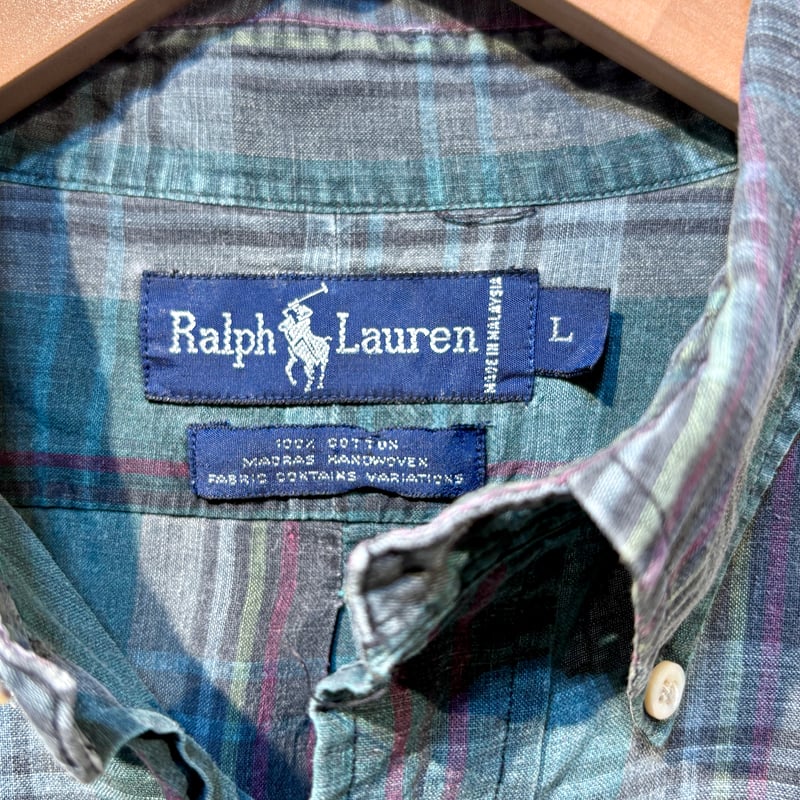 Ralph Lauren
MADE IN MALAYSIA
L
100% COTTON
MADRAS HANDWOVEN
FABRIC CONTAINS VARIATIONS